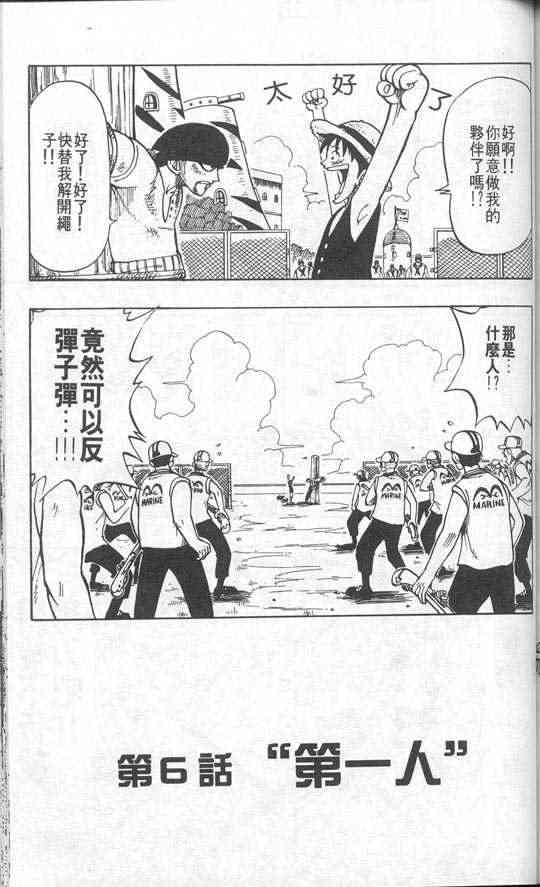 好啊!!
你願意做我的
夥伴了嗎!?
太好
好了!好了!
快替我解開繩
子!!
那是…
什麼人!?
竟然可以反
彈子彈…!!!
MARINE
MARINE
MARINE
MARINE
第6話 “第一人”